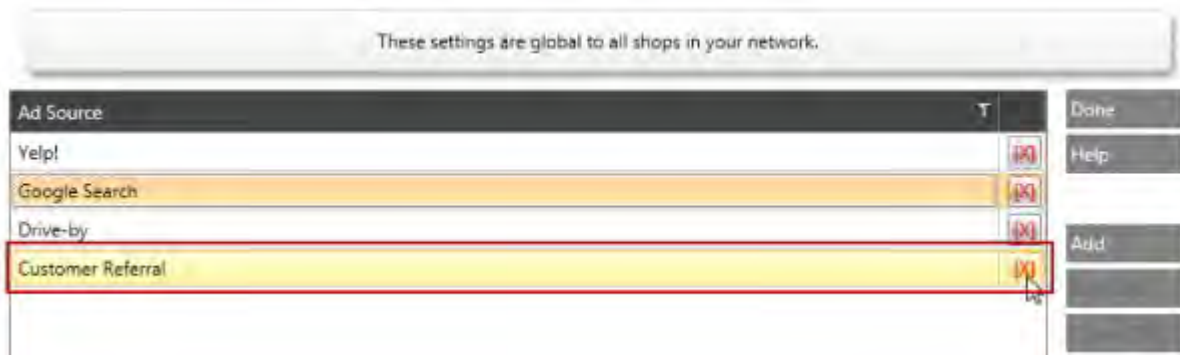 These settings are global to all shops in your network.
Ad Source
Done
Yelp!
[X]
Help
Google Search
[X]
Drive-by
[X]
Add
Customer Referral
[X]